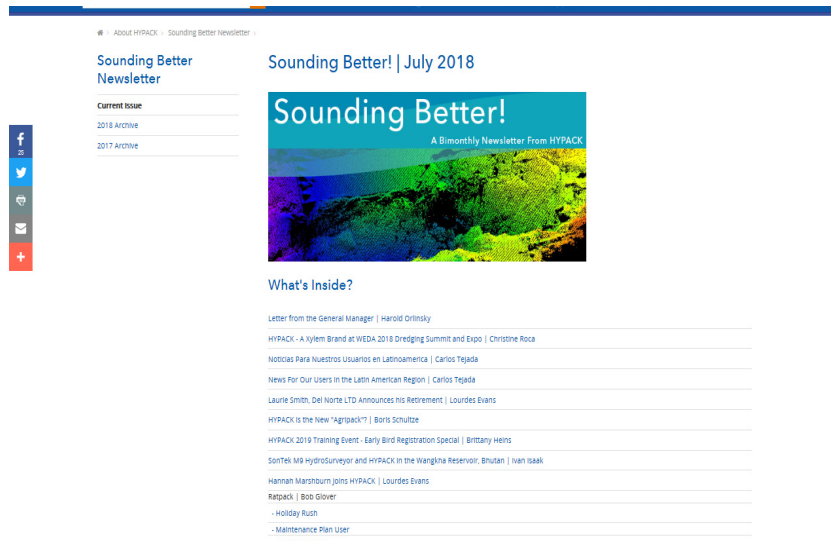 About HYPACK › Sounding Better Newsletter ›
Sounding Better
Newsletter
Current Issue
2018 Archive
2017 Archive
25
Sounding Better! | July 2018
Sounding Better!
A Bimonthly Newsletter From HYPACK
What's Inside?
Letter from the General Manager | Harold Orlinsky
HYPACK - A Xylem Brand at WEDA 2018 Dredging Summit and Expo | Christine Roca
Noticias Para Nuestros Usuarios en Latinoamerica | Carlos Tejada
News For Our Users in the Latin American Region | Carlos Tejada
Laurie Smith, Del Norte LTD Announces his Retirement | Lourdes Evans
HYPACK is the New "Agripack"? | Boris Schultze
HYPACK 2019 Training Event - Early Bird Registration Special | Brittany Heins
SonTek M9 HydroSurveyor and HYPACK in the Wangkha Reservoir, Bhutan | Ivan Isaak
Hannah Marshburn Joins HYPACK | Lourdes Evans
Ratpack | Bob Glover
- Holiday Rush
- Maintenance Plan User